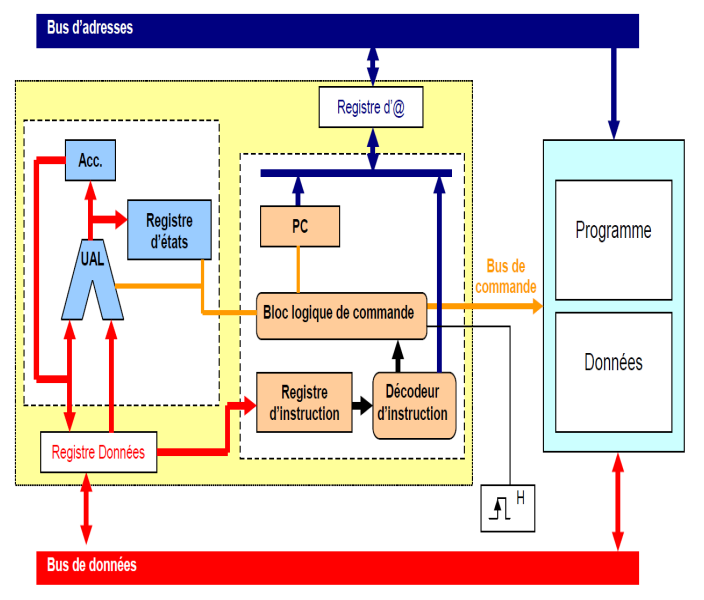 Bus d'adresses
Registre d'@
Acc.
Registre
d'états
PC
Programme
UAL
Bus de
commande
Bloc logique de commande
Données
Registre
d'instruction
Décodeur
d'instruction
Registre Données
H
Bus de données